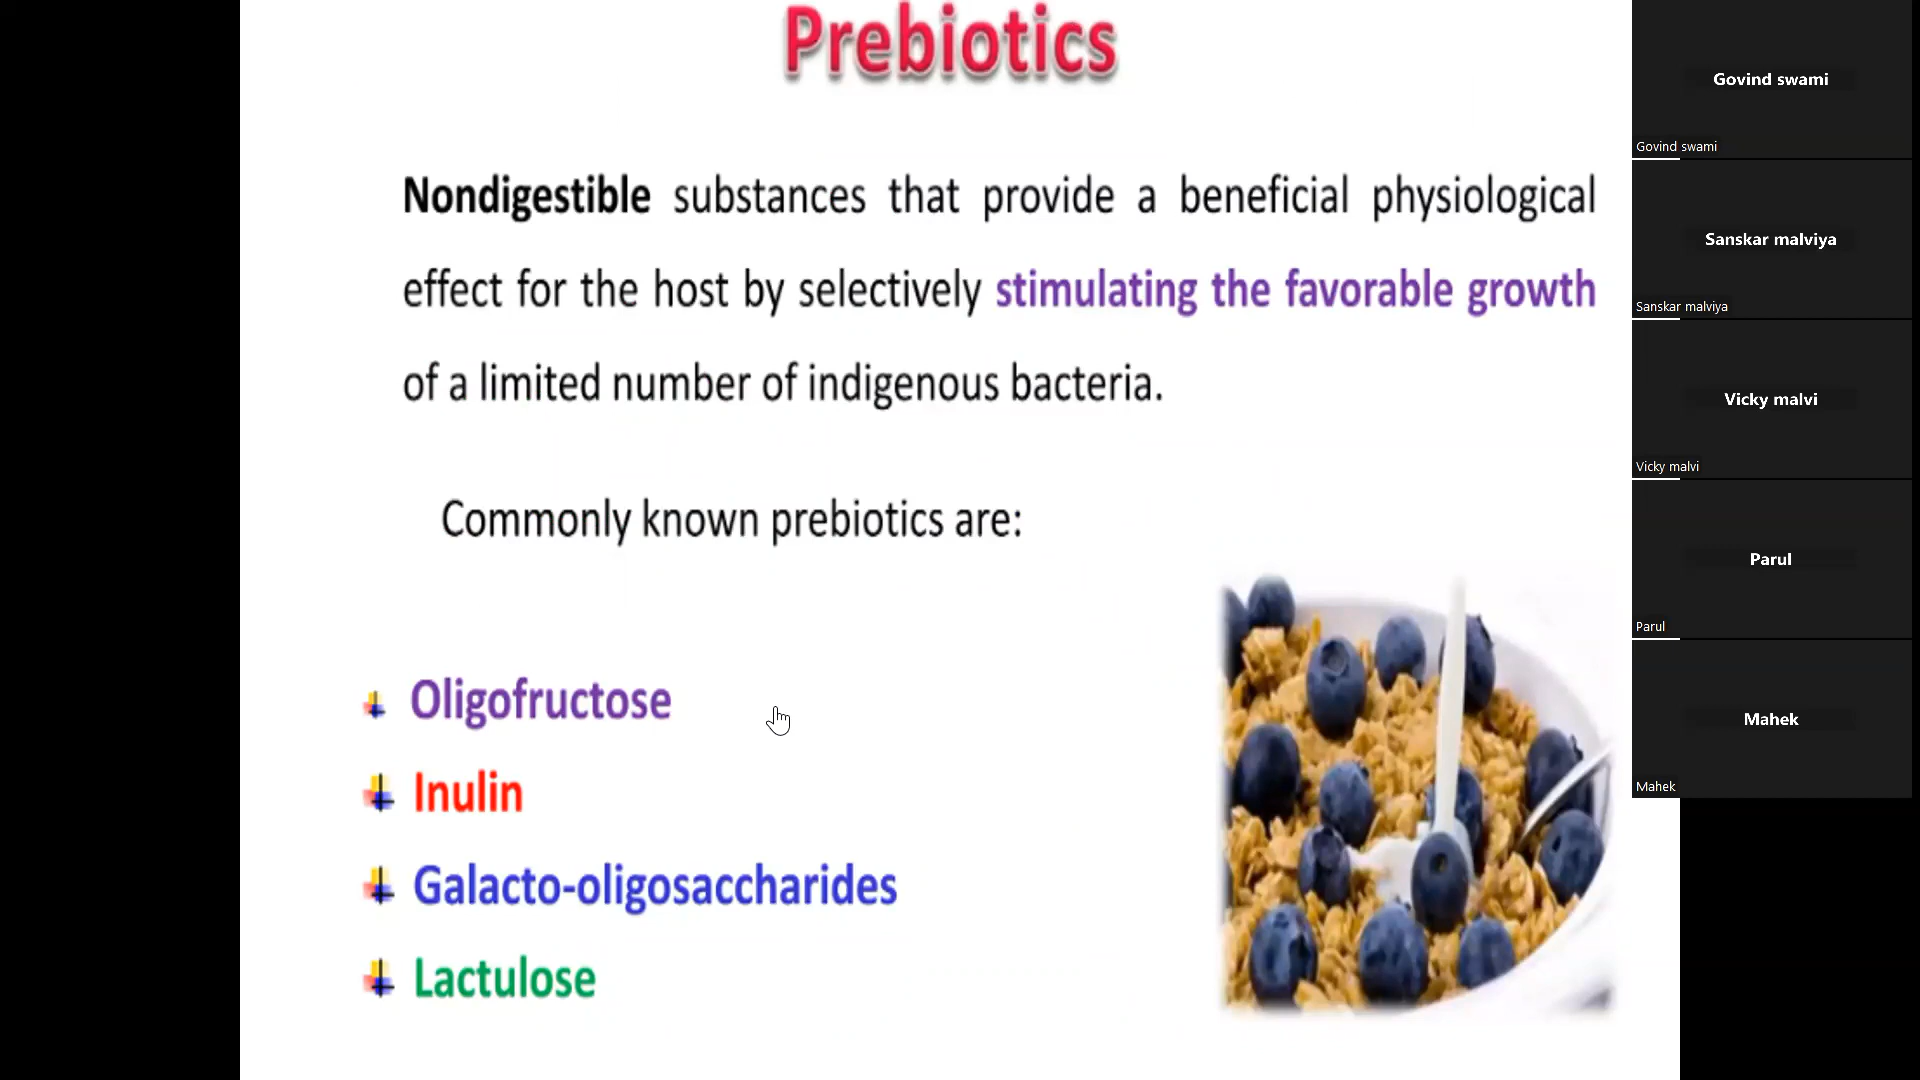 Prebiotics
Nondigestible substances that provide a beneficial physiological
effect for the host by selectively stimulating the favorable growth
of a limited number of indigenous bacteria.
Commonly known prebiotics are:
Oligofructose
Inulin
Galacto-oligosaccharides
Lactulose
Govind swami
Govind swami
Sanskar malviya
Sanskar malviya
Vicky malvi
Vicky malvi
Parul
Parul
Mahek
Mahek